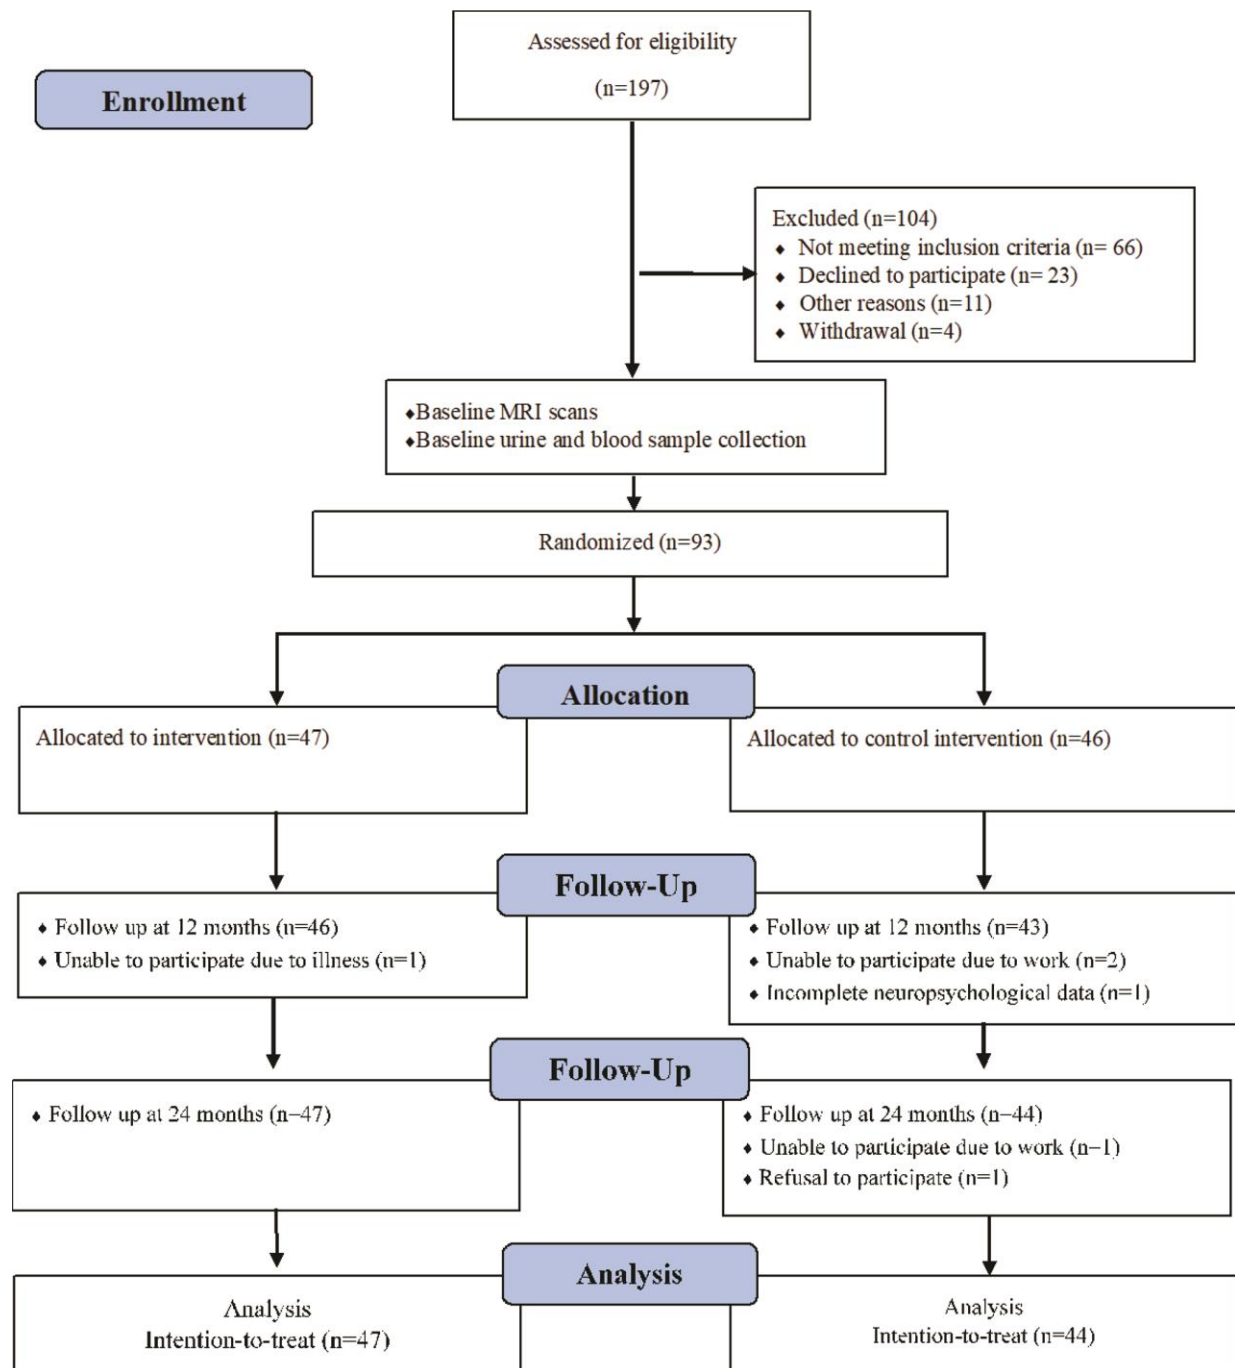 Assessed for eligibility
(n=197)
Enrollment
Excluded (n=104)
♦ Not meeting inclusion criteria (n= 66)
♦ Declined to participate (n= 23)
♦ Other reasons (n=11)
♦ Withdrawal (n=4)
♦Baseline MRI scans
♦Baseline urine and blood sample collection
Randomized (n=93)
Allocation
Allocated to intervention (n=47)
Allocated to control intervention (n=46)
Follow-Up
♦ Follow up at 12 months (n=46)
♦ Unable to participate due to illness (n=1)
♦ Follow up at 12 months (n=43)
♦ Unable to participate due to work (n=2)
♦ Incomplete neuropsychological data (n=1)
Follow-Up
♦ Follow up at 24 months (n=47)
♦ Follow up at 24 months (n=44)
♦ Unable to participate due to work (n=1)
♦ Refusal to participate (n=1)
Analysis
Analysis
Intention-to-treat (n=47)
Analysis
Intention-to-treat (n=44)